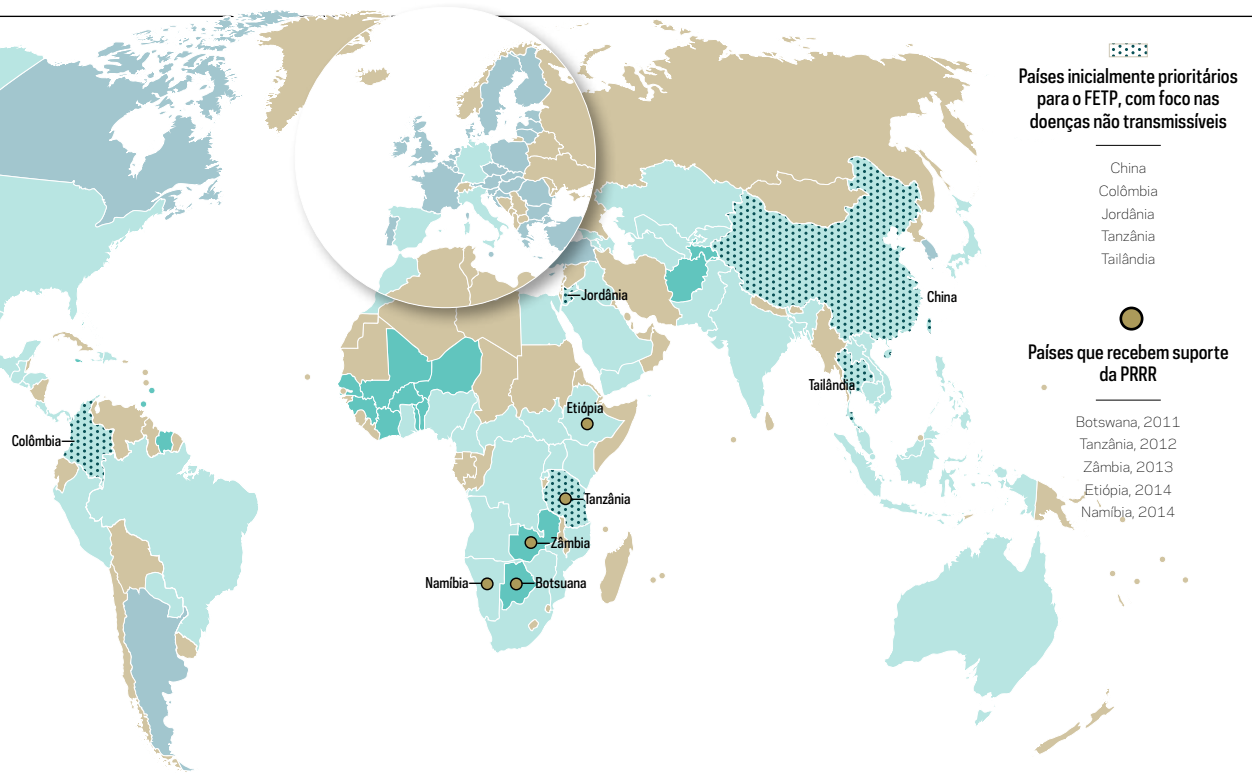 Países inicialmente prioritários
para o FETP, com foco nas
doenças não transmissíveis
China
Colômbia
Jordânia
Tanzânia
Tailândia
Países que recebem suporte
da PRRR
Botswana, 2011
Tanzânia, 2012
Zâmbia, 2013
Etiópia, 2014
Namíbia, 2014
Jordânia
China
Tailândia
Etiópia
Colômbia
Tanzânia
Zâmbia
Namíbia
Botsuana